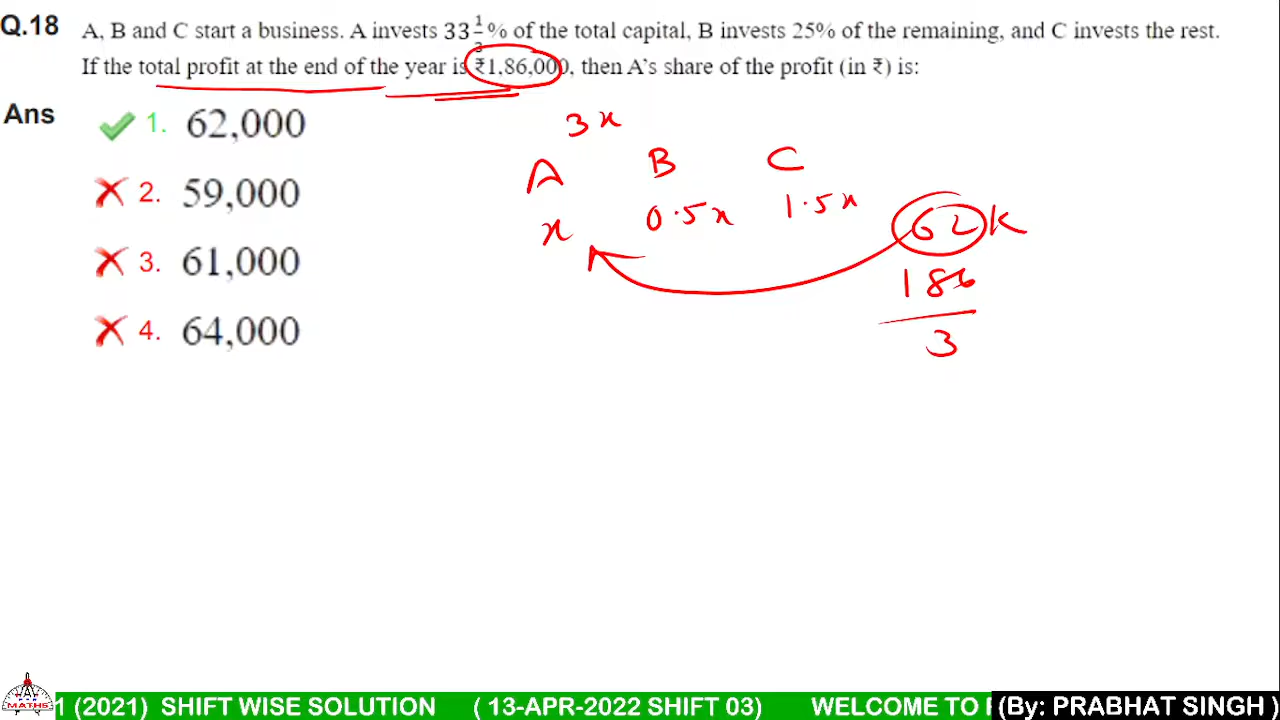 Q.18 A, B and C start a business. A invests 33 1/3 % of the total capital, B invests 25% of the remaining, and C invests the rest.
If the total profit at the end of the year is ₹1,86,000, then A's share of the profit (in ₹) is:
Ans
1. 62,000
2. 59,000
3. 61,000
4. 64,000
3x
A B C
x 0.5x 1.5x
62K
186
3
MATHS
1 (2021) SHIFT WISE SOLUTION ( 13-APR-2022 SHIFT 03) WELCOME TO
(By: PRABHAT SINGH )